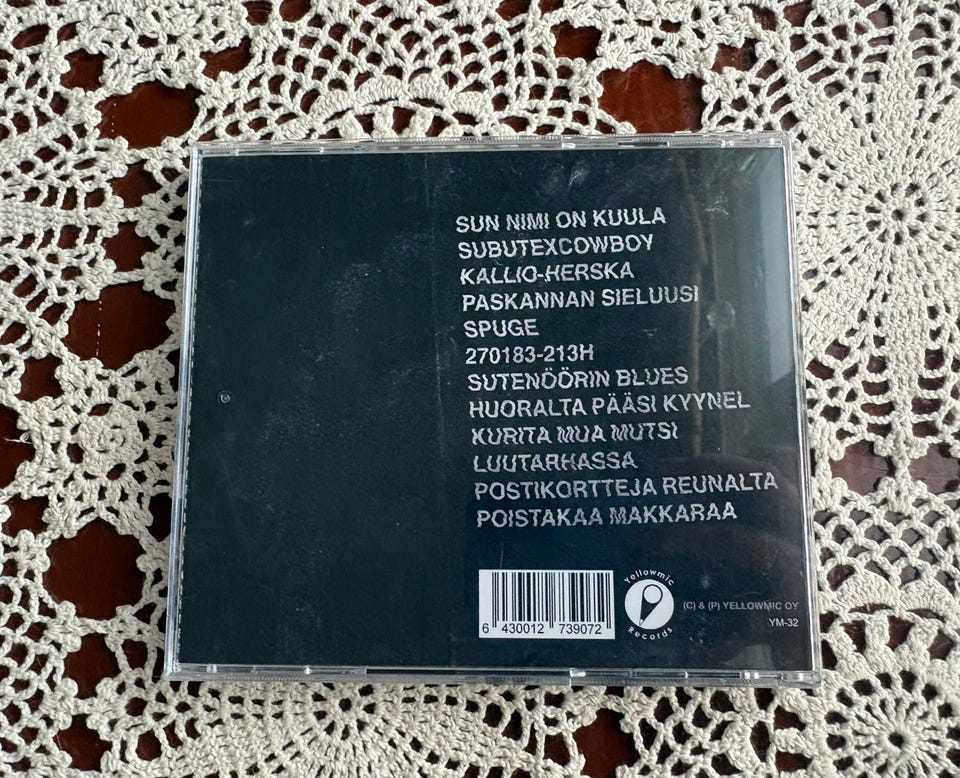 SUN NIMI ON KUULA
SUBUTEXCOWBOY
KALLIO-HERSKA
PASKANNAN SIELUUSI
SPUGE
270183-213H
SUTENÖÖRIN BLUES
HUORALTA PÄÄSI KYYNEL
KURITA MUA MUTSI
LUUTARHASSA
POSTIKORTTEJA REUNALTA
POISTAKAA MAKKARAA
6 430012 739072
Yellowmic
Records
(C) & (P) YELLOWMIC OY
YM-32